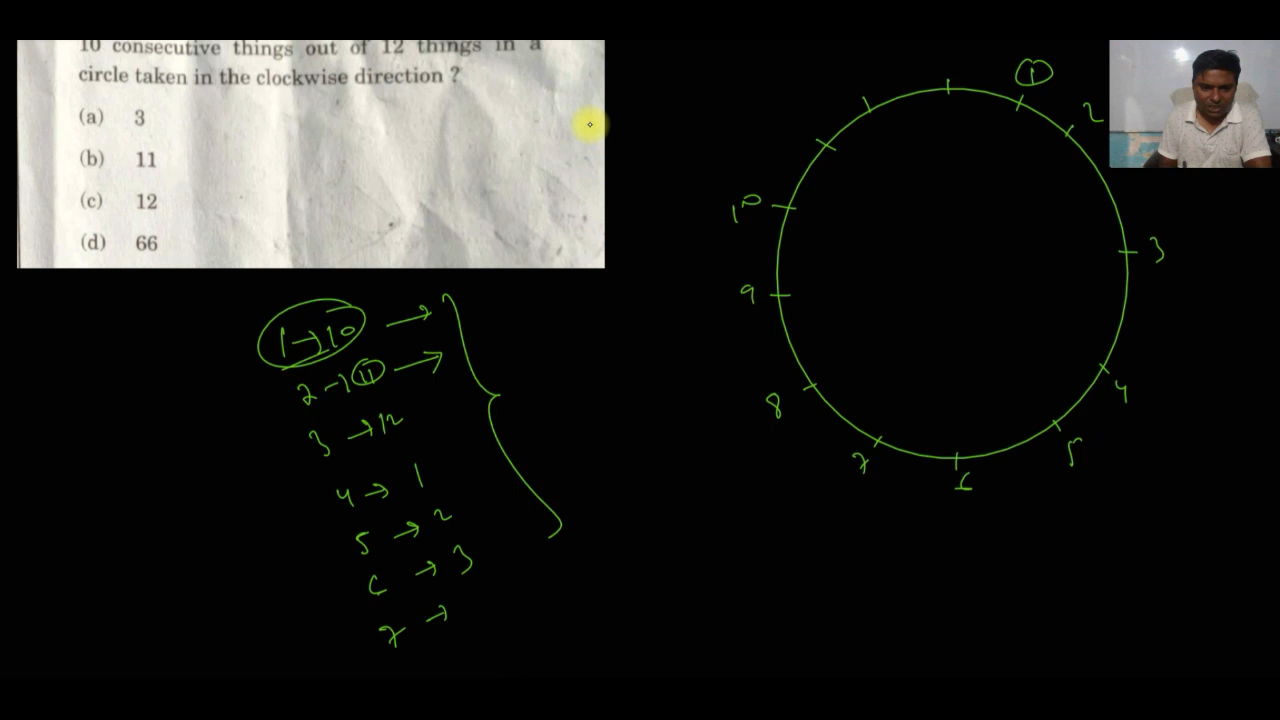 10 consecutive things out of 12 things in a
circle taken in the clockwise direction ?
(a) 3
(b) 11
(c) 12
(d) 66
1→10 →
2→11 →
3→12
4→1
5→2
6→3
7→
1
2
3
4
5
6
7
8
9
10